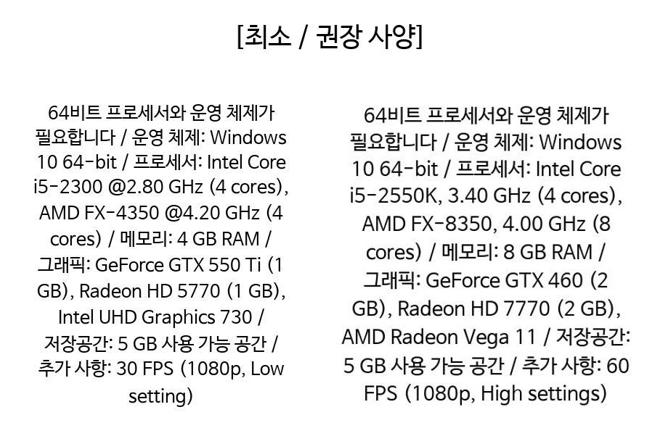 [최소 / 권장 사양]
64비트 프로세서와 운영 체제가
필요합니다 / 운영 체제: Windows
10 64-bit / 프로세서: Intel Core
i5-2300 @2.80 GHz (4 cores),
AMD FX-4350 @4.20 GHz (4
cores) / 메모리: 4 GB RAM /
그래픽: GeForce GTX 550 Ti (1
GB), Radeon HD 5770 (1 GB),
Intel UHD Graphics 730 /
저장공간: 5 GB 사용 가능 공간 /
추가 사항: 30 FPS (1080p, Low
setting)
64비트 프로세서와 운영 체제가
필요합니다 / 운영 체제: Windows
10 64-bit / 프로세서: Intel Core
i5-2550K, 3.40 GHz (4 cores),
AMD FX-8350, 4.00 GHz (8
cores) / 메모리: 8 GB RAM /
그래픽: GeForce GTX 460 (2
GB), Radeon HD 7770 (2 GB),
AMD Radeon Vega 11 / 저장공간:
5 GB 사용 가능 공간 / 추가 사항: 60
FPS (1080p, High settings)